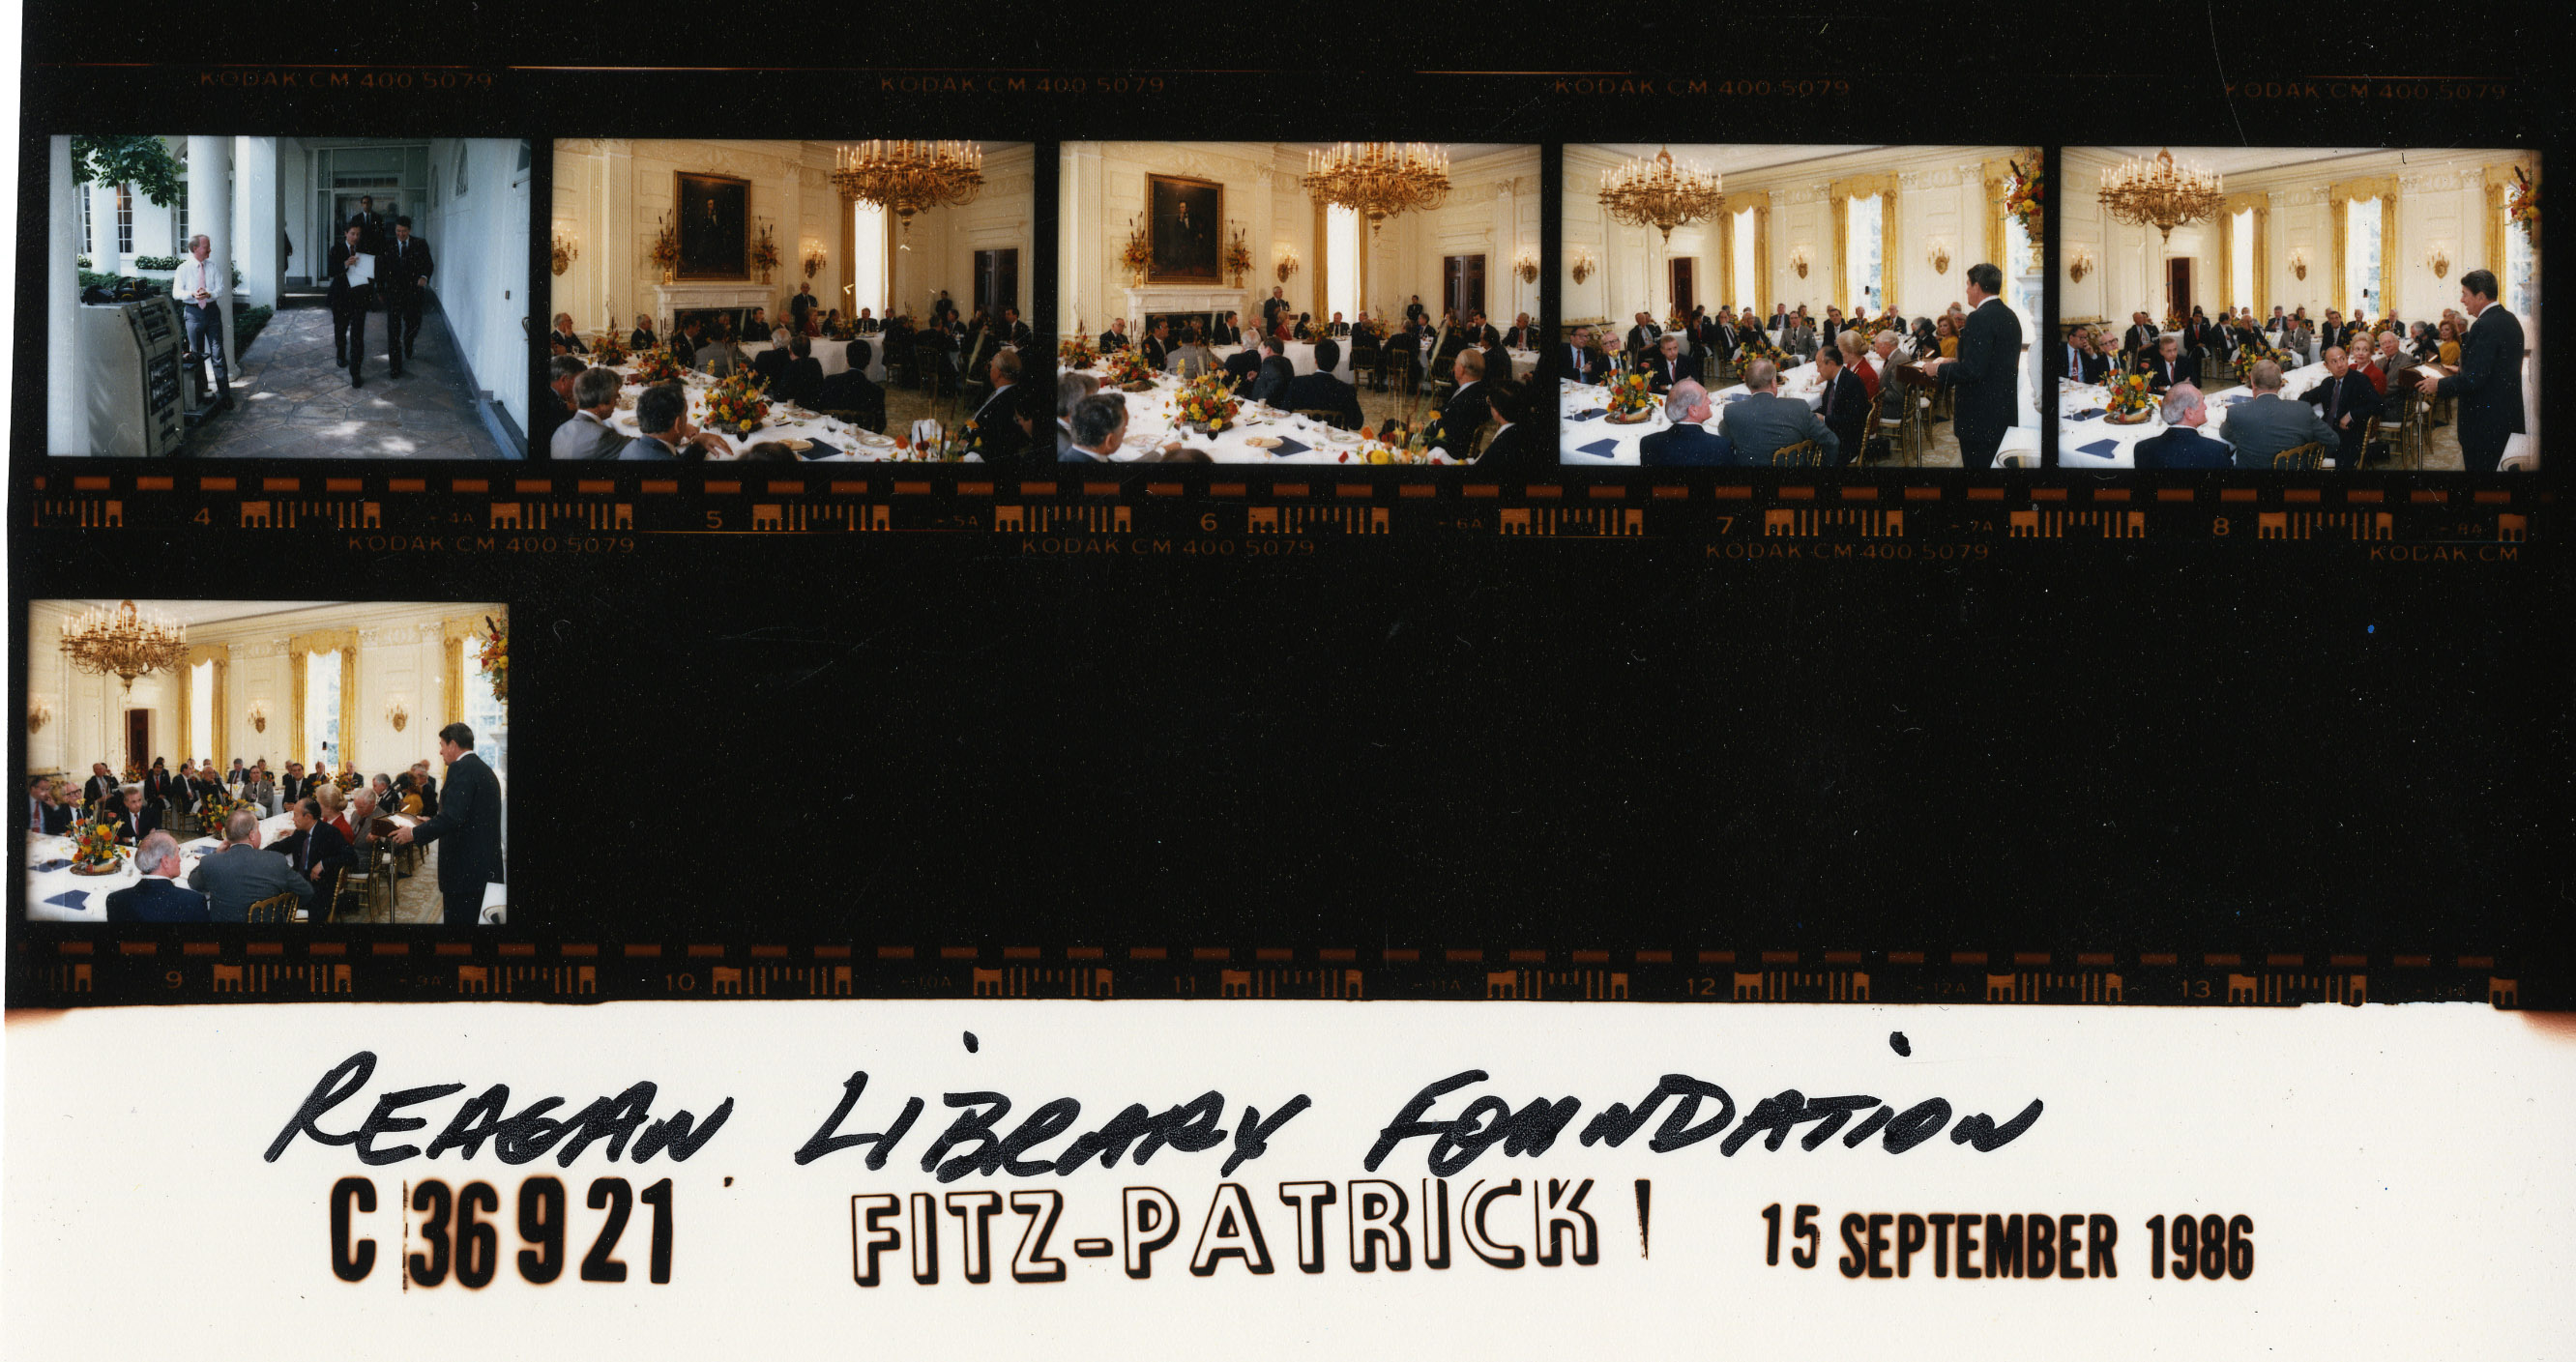 KODAK CM 400 5079 KODAK CM 400 5079 KODAK CM 400 5079 KODAK CM 400 5079
4 4A 5 5A 6 6A 7 7A 8 8A
KODAK CM 400 5079 KODAK CM 400 5079 KODAK CM 400 5079 KODAK CM
9 9A 10 10A 11 11A 12 12A 13
REAGAN LIBRARY FOUNDATION
C 36921 FITZ-PATRICK 15 SEPTEMBER 1986